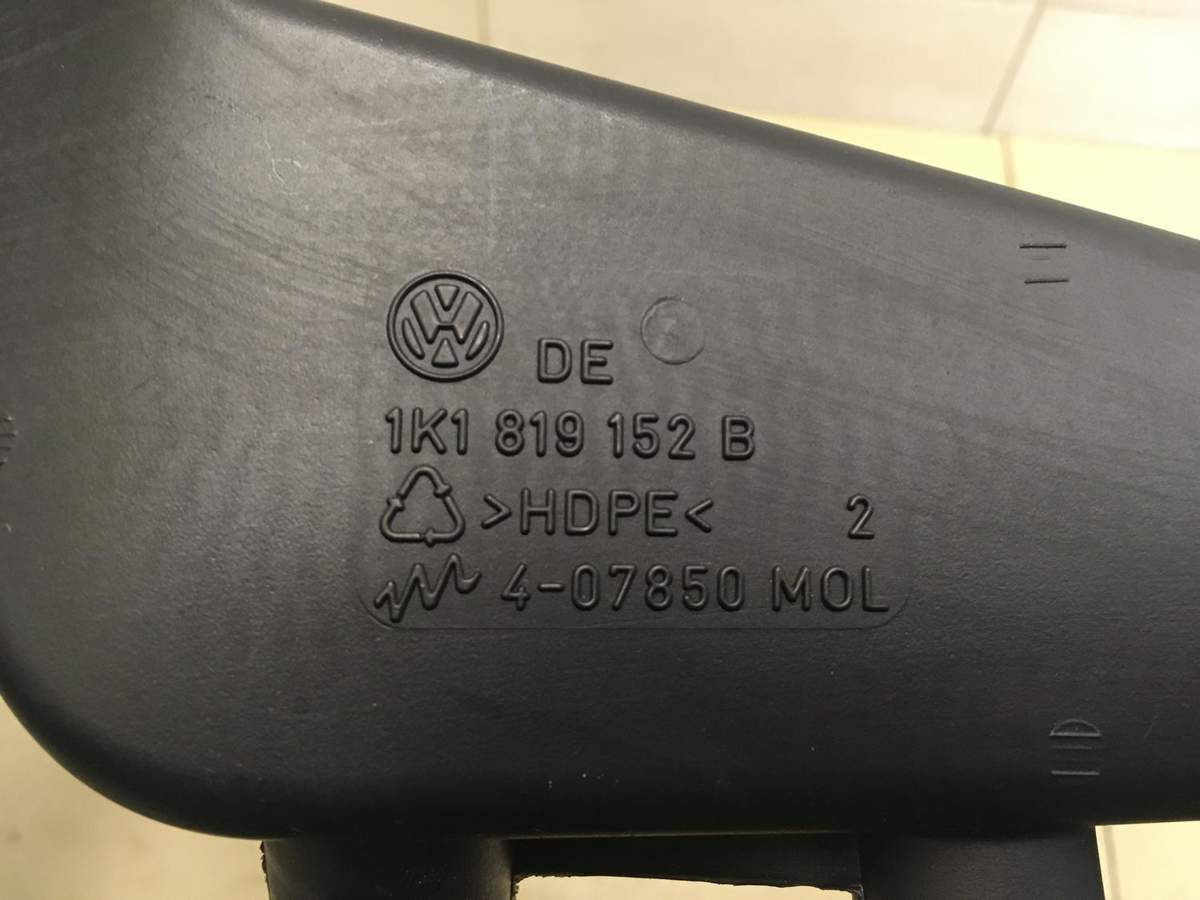 DE
1K1 819 152 B
>HDPE< 2
4-07850 MOL